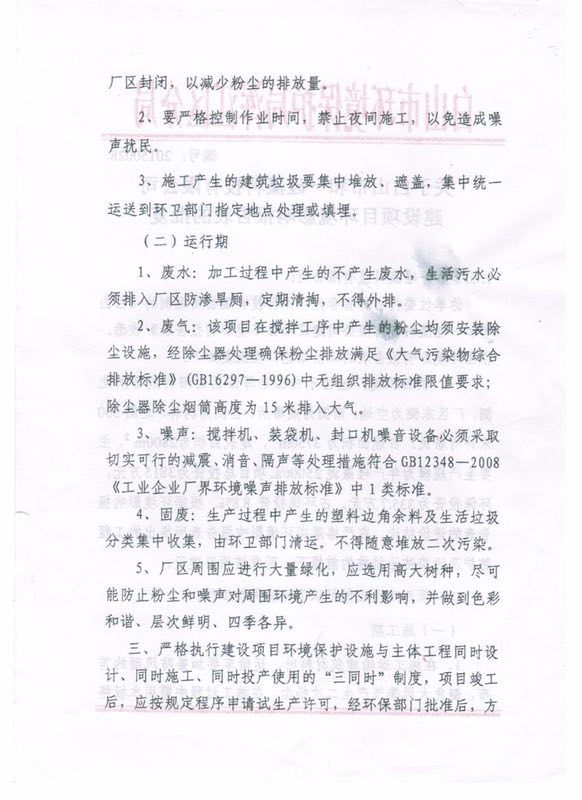 厂区封闭，以减少粉尘的排放量。
2、要严格控制作业时间，禁止夜间施工，以免造成噪
声扰民。
3、施工产生的建筑垃圾要集中堆放、遮盖，集中统一
运送到环卫部门指定地点处理或填埋。
（二）运行期
1、废水：加工过程中产生的不产生废水，生活污水必
须排入厂区防渗旱厕，定期清掏，不得外排。
2、废气：该项目在搅拌工序中产生的粉尘均须安装除
尘设施，经除尘器处理确保粉尘排放满足《大气污染物综合
排放标准》(GB16297—1996)中无组织排放标准限值要求；
除尘器除尘烟筒高度为15米排入大气。
3、噪声：搅拌机、装袋机、封口机噪音设备必须采取
切实可行的减震、消音、隔声等处理措施符合GB12348—2008
《工业企业厂界环境噪声排放标准》中1类标准。
4、固废：生产过程中产生的塑料边角余料及生活垃圾
分类集中收集，由环卫部门清运。不得随意堆放二次污染。
5、厂区周围应进行大量绿化，应选用高大树种，尽可
能防止粉尘和噪声对周围环境产生的不利影响，并做到色彩
和谐、层次鲜明、四季各异。
三、严格执行建设项目环境保护设施与主体工程同时设
计、同时施工、同时投产使用的“三同时”制度，项目竣工
后，应按规定程序申请试生产许可，经环保部门批准后，方